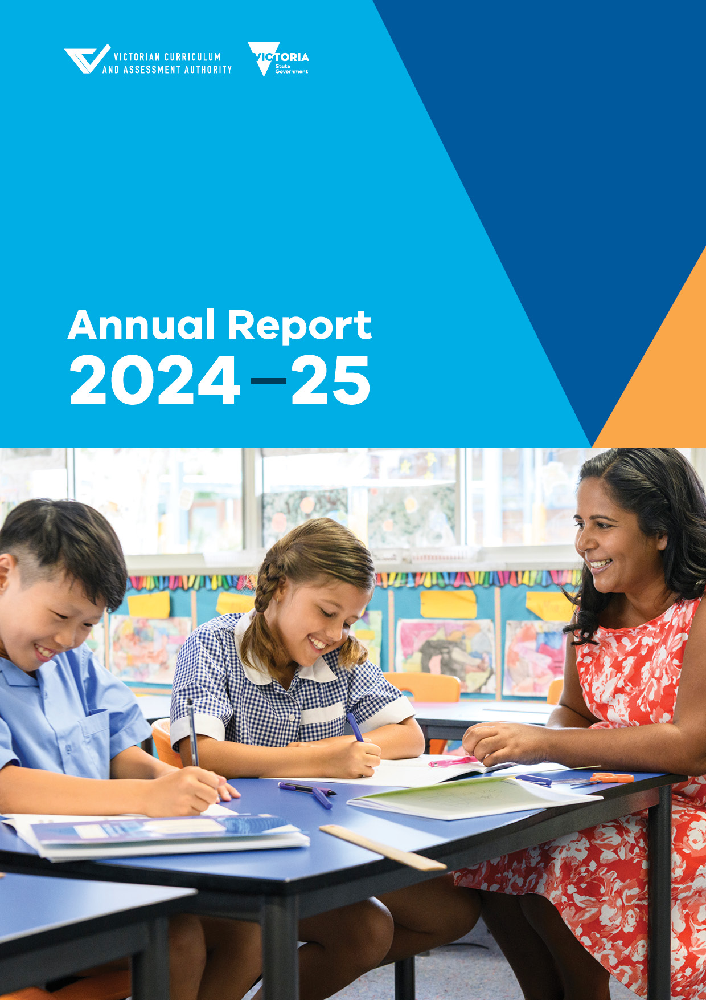 VICTORIAN CURRICULUM
AND ASSESSMENT AUTHORITY
VICTORIA
State
Government
Annual Report
2024–25